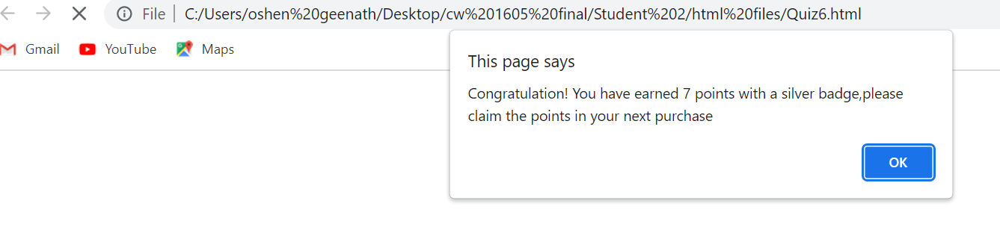 File C:/Users/oshen%20geenath/Desktop/cw%201605%20final/Student%202/html%20files/Quiz6.html
Gmail YouTube Maps
This page says
Congratulation! You have earned 7 points with a silver badge,please
claim the points in your next purchase
OK